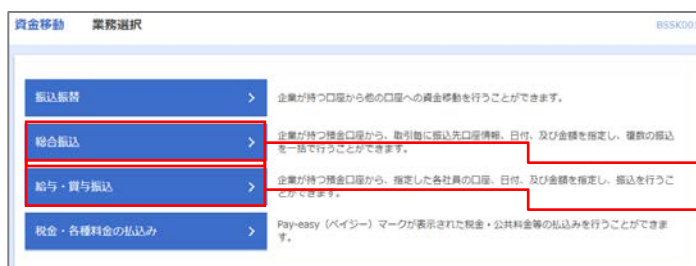 資金移動 業務選択 BSSK001
振込振替 > 企業が持つ口座から他の口座への資金移動を行うことができます。
総合振込 > 企業が持つ預金口座から、取引毎に振込先口座情報、日付、及び金額を指定し、複数の振込
を一括で行うことができます。
給与・賞与振込 > 企業が持つ預金口座から、指定した各社員の口座、日付、及び金額を指定し、振込を行うこ
とができます。
税金・各種料金の払込み > Pay-easy（ペイジー）マークが表示された税金・公共料金等の払込みを行うことができま
す。